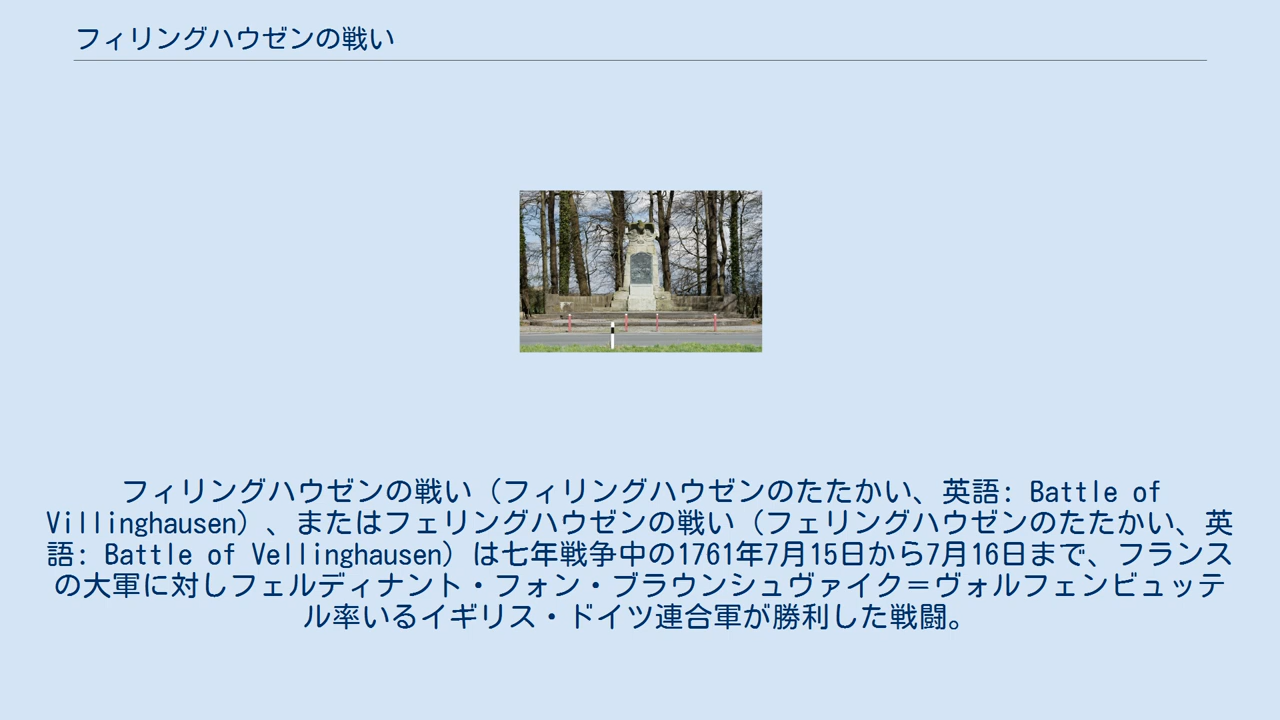 フィリングハウゼンの戦い
フィリングハウゼンの戦い（フィリングハウゼンのたたかい、英語: Battle of
Villinghausen）、またはフェリングハウゼンの戦い（フェリングハウゼンのたたかい、英
語: Battle of Vellinghausen）は七年戦争中の1761年7月15日から7月16日まで、フランス
の大軍に対しフェルディナント・フォン・ブラウンシュヴァイク＝ヴォルフェンビュッテ
ル率いるイギリス・ドイツ連合軍が勝利した戦闘。